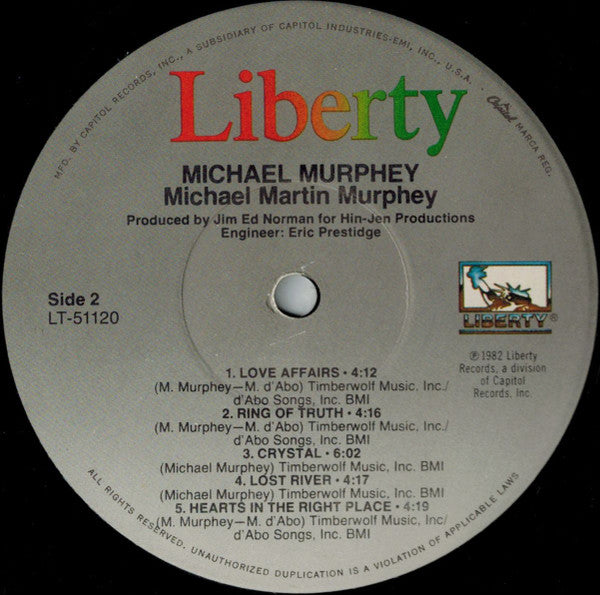 MFD. BY CAPITOL RECORDS, INC., A SUBSIDIARY OF CAPITOL INDUSTRIES-EMI, INC., U.S.A. • Capitol MARCA REG.
Liberty
MICHAEL MURPHEY
Michael Martin Murphey
Produced by Jim Ed Norman for Hin-Jen Productions
Engineer: Eric Prestidge
Side 2
LT-51120
LIBERTY®
℗ 1982 Liberty
Records, a division
of Capitol
Records, Inc.
1. LOVE AFFAIRS • 4:12
(M. Murphey—M. d'Abo) Timberwolf Music, Inc./
d'Abo Songs, Inc. BMI
2. RING OF TRUTH • 4:16
(M. Murphey—M. d'Abo) Timberwolf Music, Inc./
d'Abo Songs, Inc. BMI
3. CRYSTAL • 6:02
(Michael Murphey) Timberwolf Music, Inc. BMI
4. LOST RIVER • 4:17
(Michael Murphey) Timberwolf Music, Inc. BMI
5. HEARTS IN THE RIGHT PLACE • 4:19
(M. Murphey—M. d'Abo) Timberwolf Music, Inc./
d'Abo Songs, Inc. BMI
ALL RIGHTS RESERVED. UNAUTHORIZED DUPLICATION IS A VIOLATION OF APPLICABLE LAWS